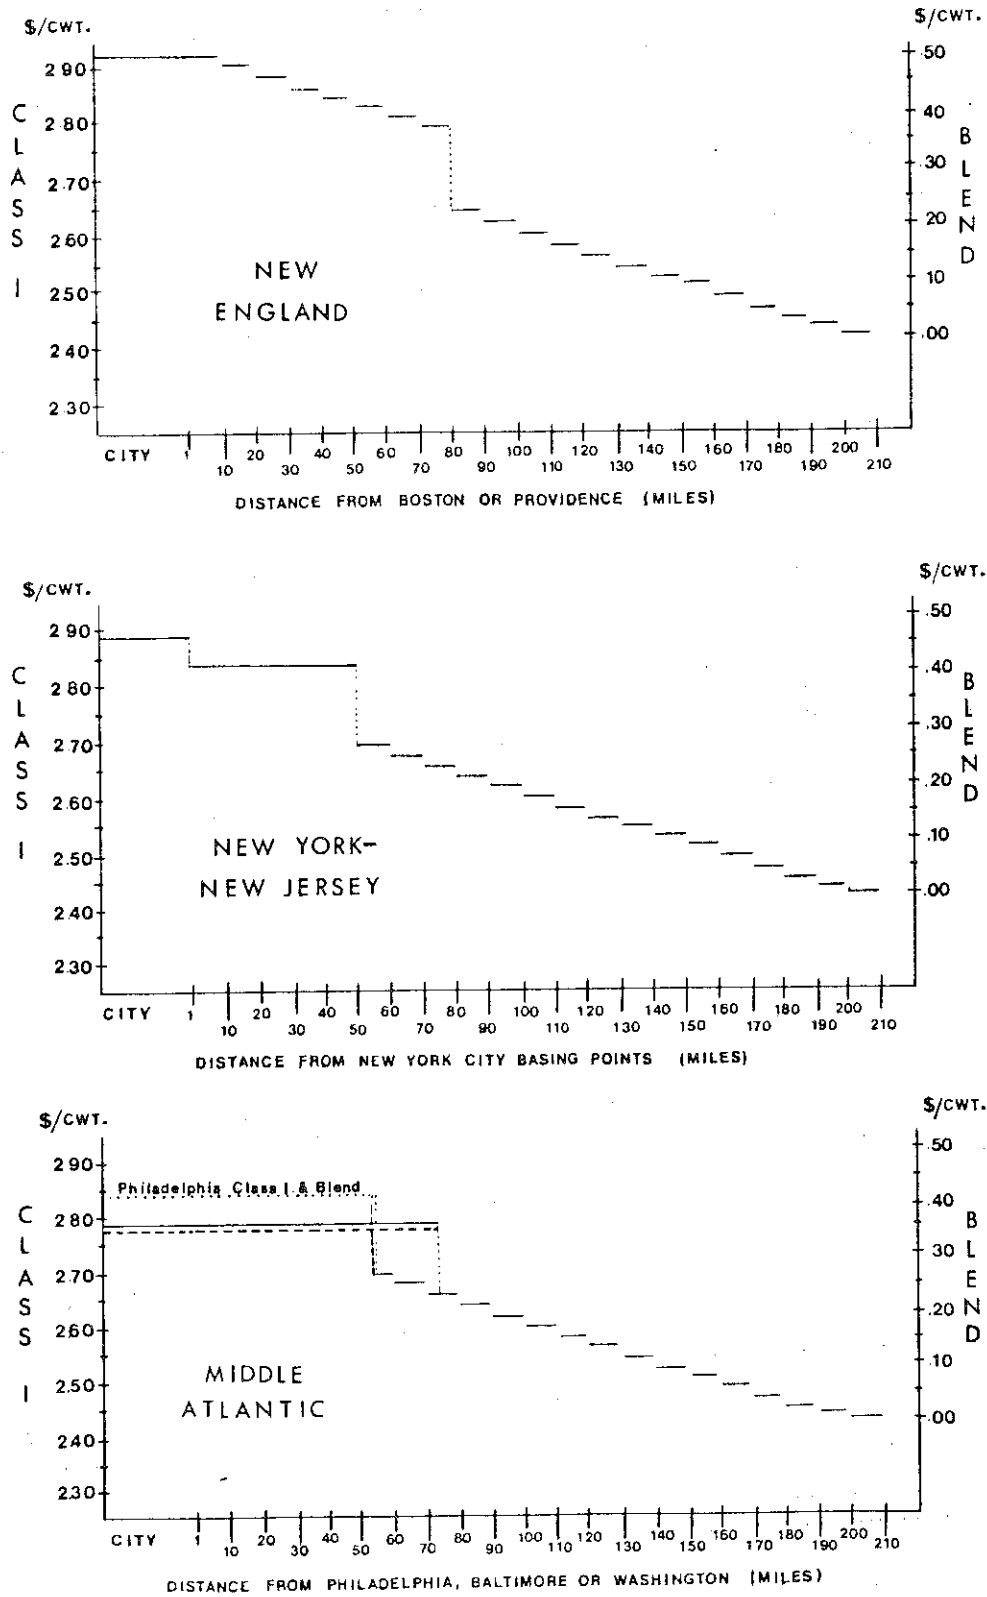 $/CWT.
$/CWT.
CLASS I
2 90
2 80
2.70
2 60
2.50
2 40
2 30
.50
.40
.30
.20
.10
.00
BLEND
NEW
ENGLAND
CITY 1 10 20 30 40 50 60 70 80 90 100 110 120 130 140 150 160 170 180 190 200 210
DISTANCE FROM BOSTON OR PROVIDENCE (MILES)
$/CWT.
$/CWT.
CLASS I
2 90
2 80
2.70
2.60
2.50
2 40
2.30
.50
.40
.30
.20
.10
.00
BLEND
NEW YORK-
NEW JERSEY
CITY 1 10 20 30 40 50 60 70 80 90 100 110 120 130 140 150 160 170 180 190 200 210
DISTANCE FROM NEW YORK CITY BASING POINTS (MILES)
$/CWT.
$/CWT.
CLASS I
2 90
2.80
2.70
2.60
2.50
2.40
2.30
.50
.40
.30
.20
.10
.00
BLEND
Philadelphia Class I & Blend
MIDDLE
ATLANTIC
CITY 1 10 20 30 40 50 60 70 80 90 100 110 120 130 140 150 160 170 180 190 200 210
DISTANCE FROM PHILADELPHIA, BALTIMORE OR WASHINGTON (MILES)